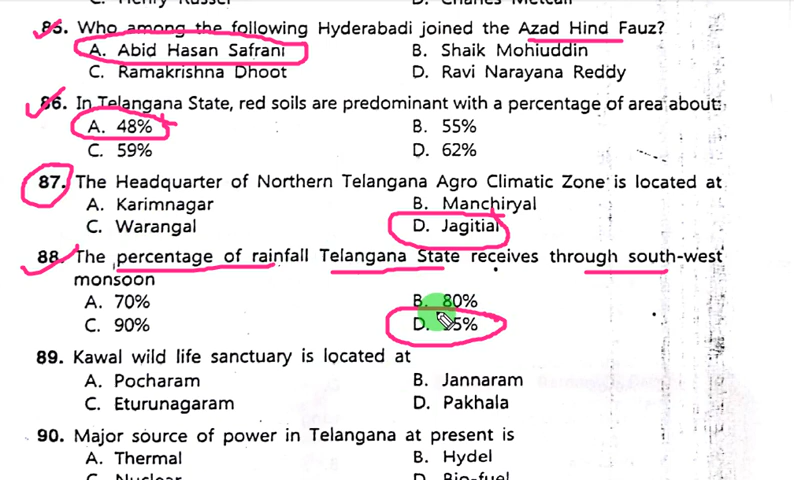 85. Who among the following Hyderabadi joined the Azad Hind Fauz?
A. Abid Hasan Safrani B. Shaik Mohiuddin
C. Ramakrishna Dhoot D. Ravi Narayana Reddy
86. In Telangana State, red soils are predominant with a percentage of area about:
A. 48% B. 55%
C. 59% D. 62%
87. The Headquarter of Northern Telangana Agro Climatic Zone is located at
A. Karimnagar B. Manchiryal
C. Warangal D. Jagitial
88. The percentage of rainfall Telangana State receives through south-west
monsoon
A. 70% B. 80%
C. 90% D.
89. Kawal wild life sanctuary is located at
A. Pocharam B. Jannaram
C. Eturunagaram D. Pakhala
90. Major source of power in Telangana at present is
A. Thermal B. Hydel